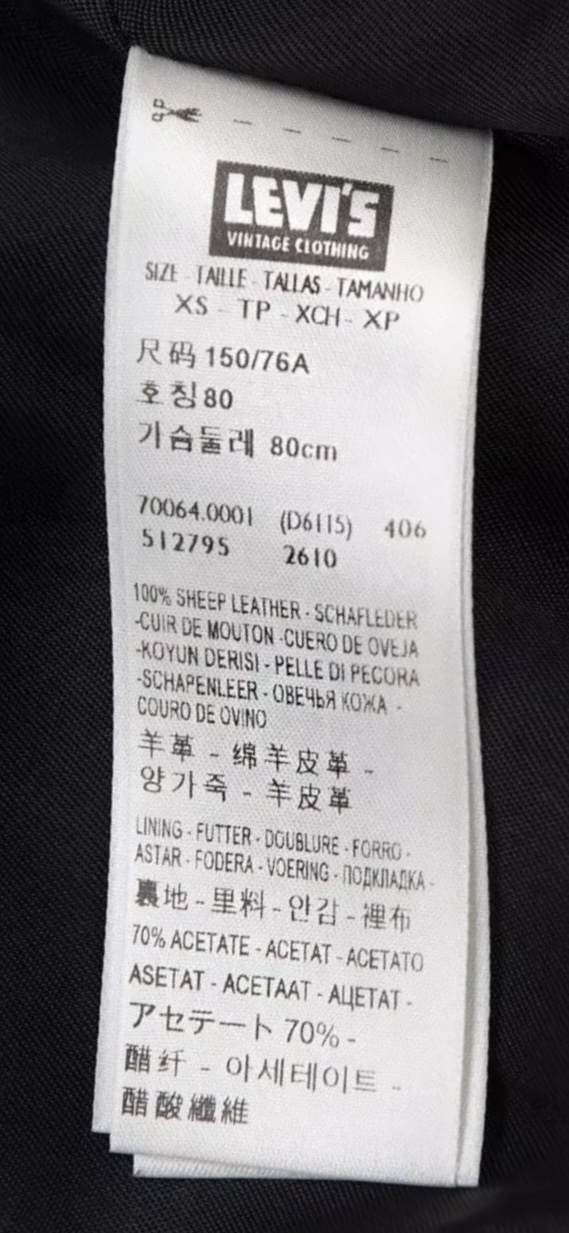 LEVI'S
VINTAGE CLOTHING
SIZE - TAILLE - TALLAS - TAMANHO
XS - TP - XCH - XP
尺码 150/76A
호칭80
가슴둘레 80cm
70064.0001 (D6115) 406
512795 2610
100% SHEEP LEATHER - SCHAFLEDER
-CUIR DE MOUTON -CUERO DE OVEJA
-KOYUN DERISI - PELLE DI PECORA
-SCHAPENLEER - ОВЕЧЬЯ КОЖА -
COURO DE OVINO
羊革 - 绵羊皮革 -
양가죽 - 羊皮革
LINING - FUTTER - DOUBLURE - FORRO -
ASTAR - FODERA - VOERING - ПОДКЛАДКА -
裏地 - 里料 - 안감 - 裡布
70% ACETATE - ACETAT - ACETATO
ASETAT - ACETAAT - АЦЕТАТ -
アセテート 70% -
醋纤 - 아세테이트 -
醋酸纖維